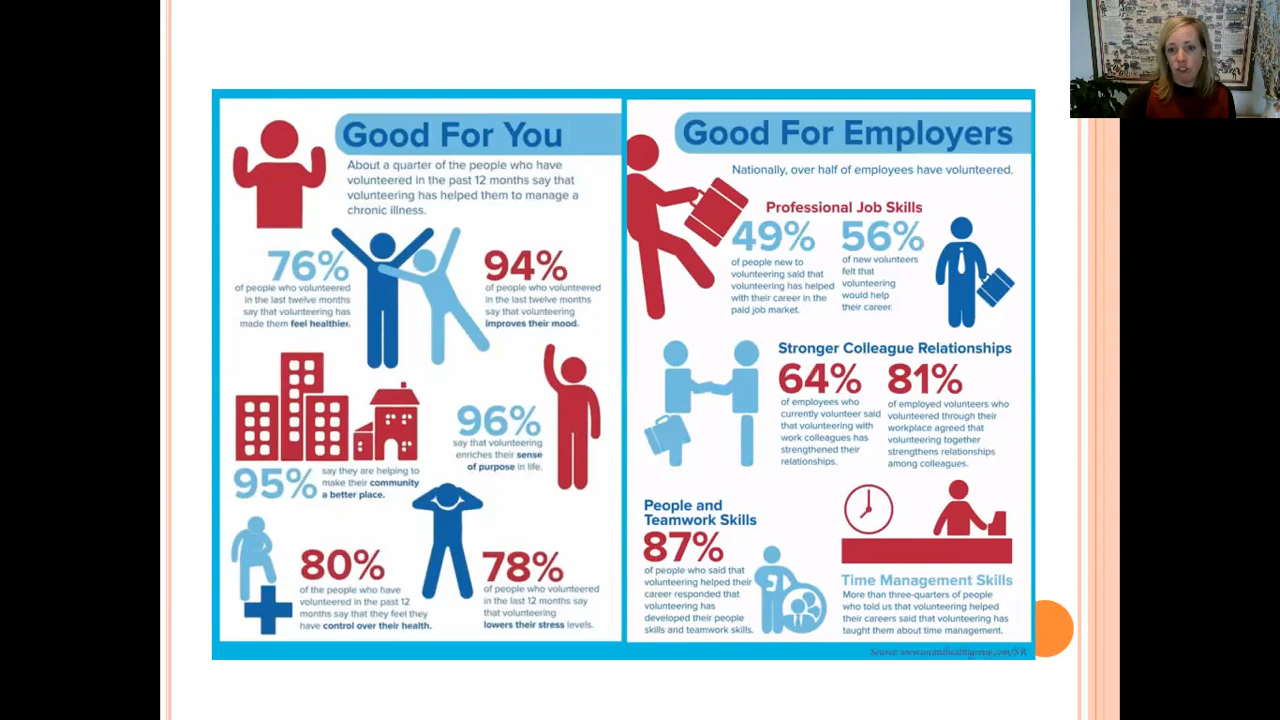 Good For You
About a quarter of the people who have
volunteered in the past 12 months say that
volunteering has helped them to manage a
chronic illness.
76%
of people who volunteered
in the last twelve months
say that volunteering has
made them feel healthier.
94%
of people who volunteered
in the last twelve months
say that volunteering
improves their mood.
96%
say that volunteering
enriches their sense
of purpose in life.
95%
say they are helping to
make their community
a better place.
80%
of the people who have
volunteered in the past 12
months say that they feel they
have control over their health.
78%
of people who volunteered
in the last 12 months say
that volunteering
lowers their stress levels.
Good For Employers
Nationally, over half of employees have volunteered.
Professional Job Skills
49%
of people new to
volunteering said that
volunteering has helped
with their career in the
paid job market.
56%
of new volunteers
felt that
volunteering
would help
their career.
Stronger Colleague Relationships
64%
of employees who
currently volunteer said
that volunteering with
work colleagues has
strengthened their
relationships.
81%
of employed volunteers who
volunteered through their
workplace agreed that
volunteering together
strengthens relationships
among colleagues.
People and
Teamwork Skills
87%
of people who said that
volunteering helped their
career responded that
volunteering has
developed their people
skills and teamwork skills.
Time Management Skills
More than three-quarters of people
who told us that volunteering helped
their careers said that volunteering has
taught them about time management.
Source: